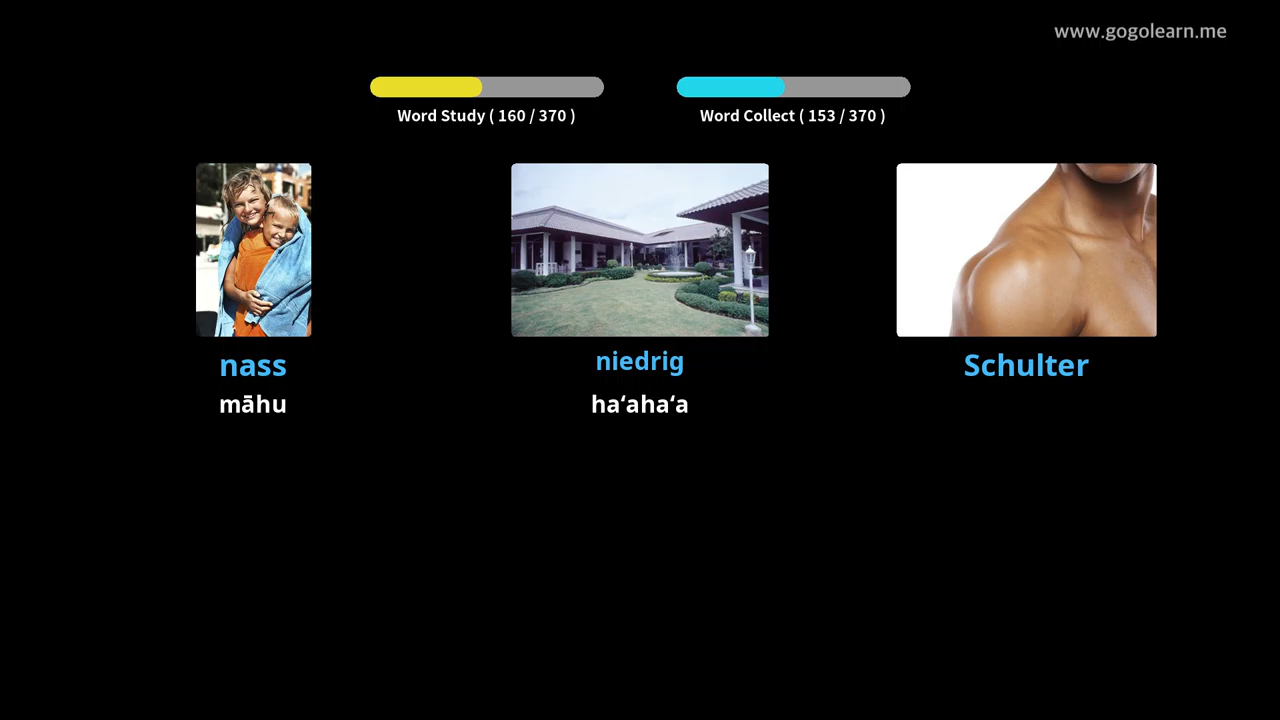 www.gogolearn.me
Word Study ( 160 / 370 )
Word Collect ( 153 / 370 )
nass
māhu
niedrig
haʻahaʻa
Schulter